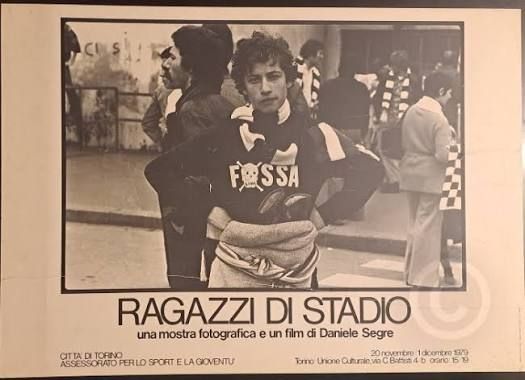 CI S
FOSSA
RAGAZZI DI STADIO
una mostra fotografica e un film di Daniele Segre
CITTA' DI TORINO
ASSESSORATO PER LO SPORT E LA GIOVENTU'
20 novembre · 1 dicembre 1979
Torino · Unione Culturale, via C. Battisti 4/b orario: 15·19
©